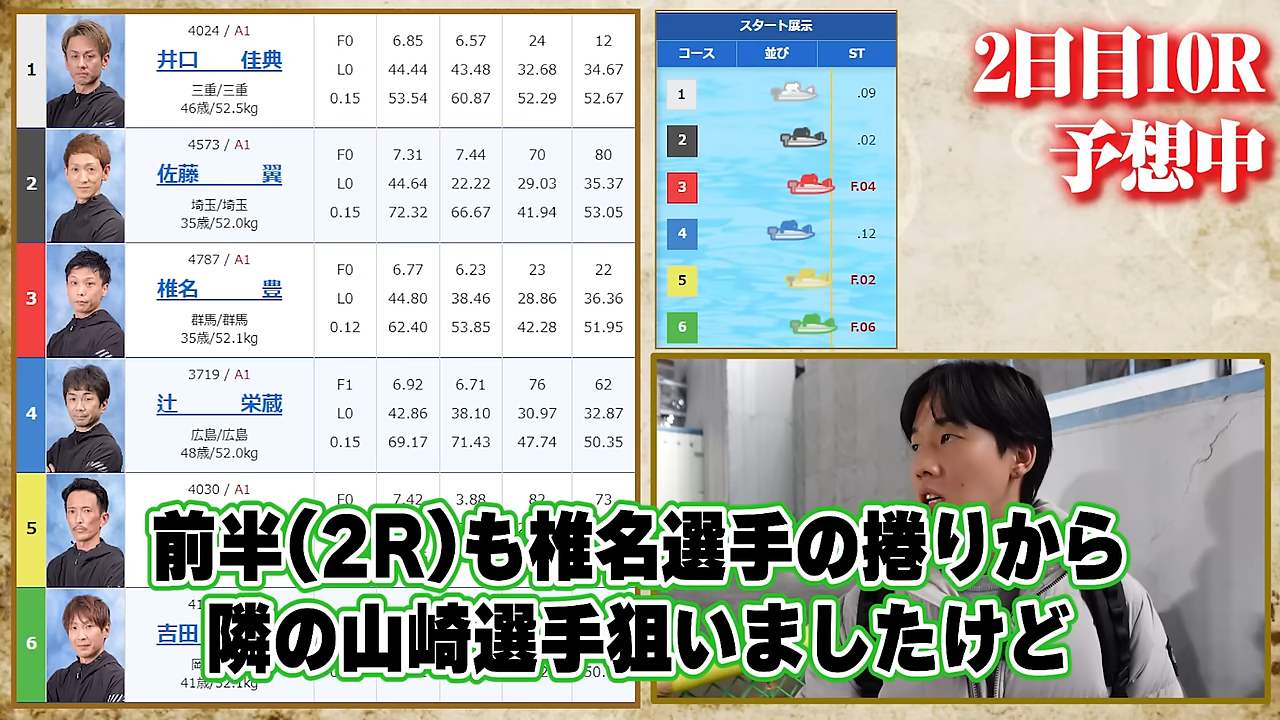 1
4024 / A1
井口 佳典
三重/三重
46歳/52.5kg
F0 6.85 6.57 24 12
L0 44.44 43.48 32.68 34.67
0.15 53.54 60.87 52.29 52.67
2
4573 / A1
佐藤 翼
埼玉/埼玉
35歳/52.0kg
F0 7.31 7.44 70 80
L0 44.64 22.22 29.03 35.37
0.15 72.32 66.67 41.94 53.05
3
4787 / A1
椎名 豊
群馬/群馬
35歳/52.1kg
F0 6.77 6.23 23 22
L0 44.80 38.46 28.86 36.36
0.12 62.40 53.85 42.28 51.95
4
3719 / A1
辻 栄蔵
広島/広島
48歳/52.0kg
F1 6.92 6.71 76 62
L0 42.86 38.10 30.97 32.87
0.15 69.17 71.43 47.74 50.35
5
4030 / A1
F0 7.42 3.88 82 73
6
吉田
41歳/52.1kg
スタート展示
コース 並び ST
1 .09
2 .02
3 F.04
4 .12
5 F.02
6 F.06
2日目10R
予想中
前半(2R)も椎名選手の捲りから
隣の山崎選手狙いましたけど